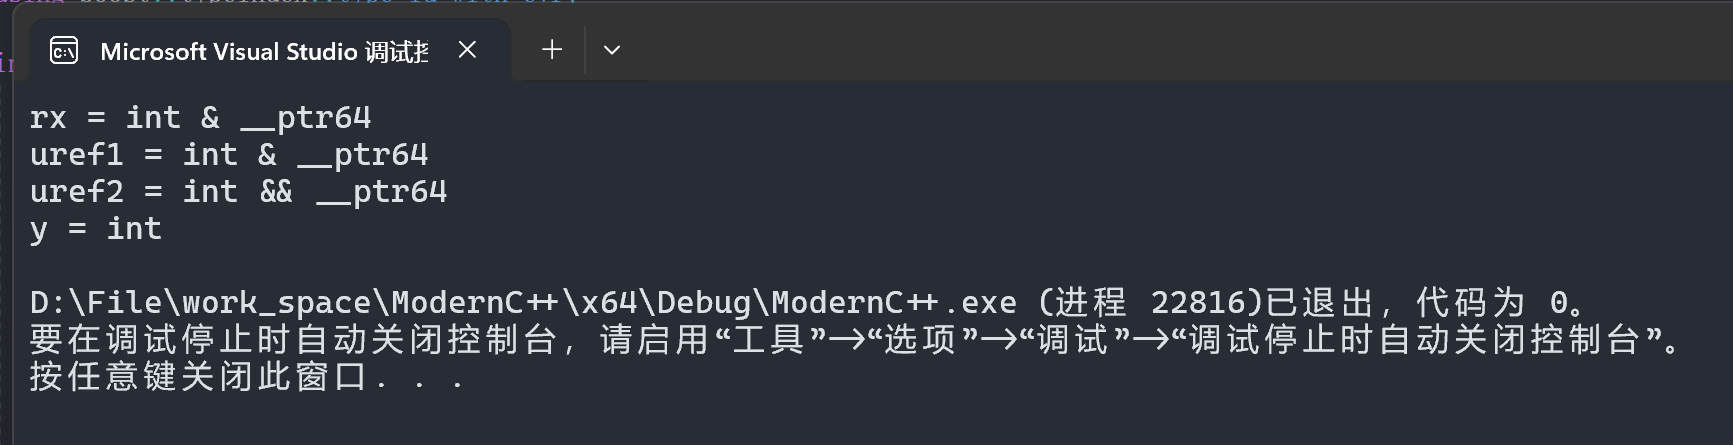 Microsoft Visual Studio 调试控
rx = int & __ptr64
uref1 = int & __ptr64
uref2 = int && __ptr64
y = int
D:\File\work_space\ModernC++\x64\Debug\ModernC++.exe (进程 22816)已退出，代码为 0。
要在调试停止时自动关闭控制台，请启用“工具”->“选项”->“调试”->“调试停止时自动关闭控制台”。
按任意键关闭此窗口. . .